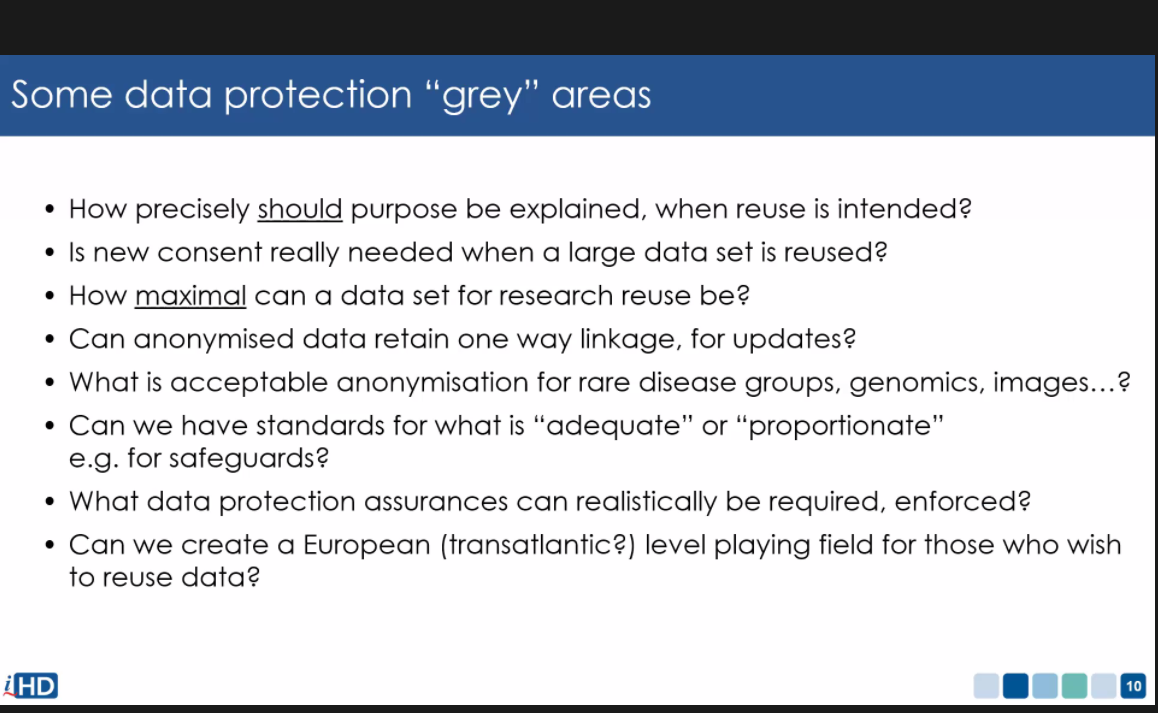 Some data protection “grey” areas
• How precisely should purpose be explained, when reuse is intended?
• Is new consent really needed when a large data set is reused?
• How maximal can a data set for research reuse be?
• Can anonymised data retain one way linkage, for updates?
• What is acceptable anonymisation for rare disease groups, genomics, images…?
• Can we have standards for what is “adequate” or “proportionate”
e.g. for safeguards?
• What data protection assurances can realistically be required, enforced?
• Can we create a European (transatlantic?) level playing field for those who wish
to reuse data?
iHD
10